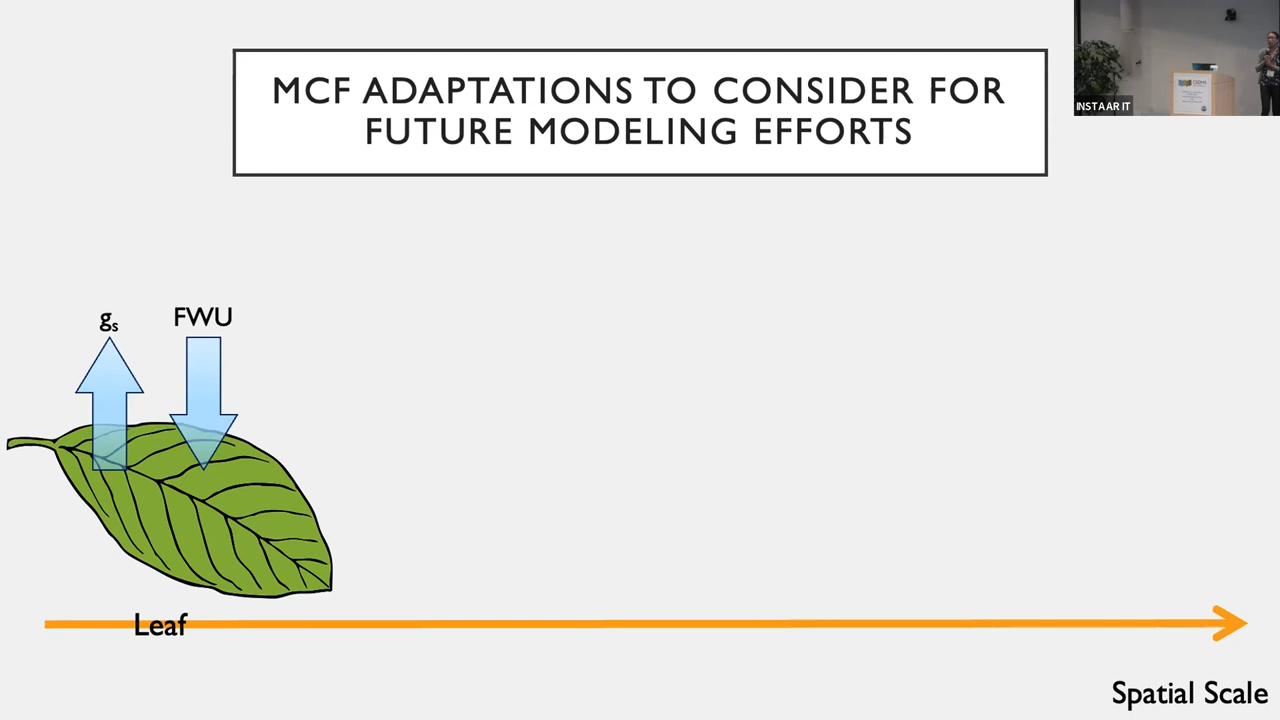 MCF ADAPTATIONS TO CONSIDER FOR
FUTURE MODELING EFFORTS
INSTAAR IT
gs
FWU
Leaf
Spatial Scale